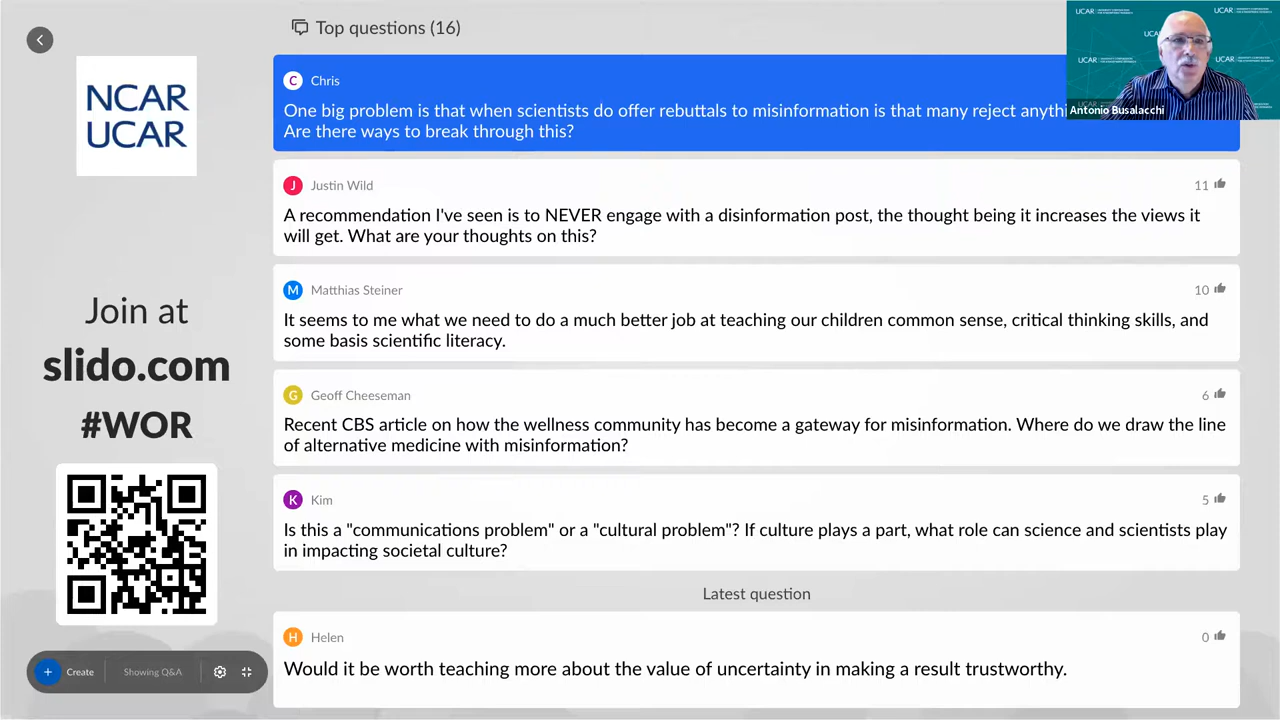 Top questions (16)
NCAR
UCAR
Join at
slido.com
#WOR
Create
Showing Q&A
C
Chris
One big problem is that when scientists do offer rebuttals to misinformation is that many reject
Are there ways to break through this?
J
Justin Wild
11
A recommendation I've seen is to NEVER engage with a disinformation post, the thought being it increases the views it
will get. What are your thoughts on this?
M
Matthias Steiner
10
It seems to me what we need to do a much better job at teaching our children common sense, critical thinking skills, and
some basis scientific literacy.
G
Geoff Cheeseman
6
Recent CBS article on how the wellness community has become a gateway for misinformation. Where do we draw the line
of alternative medicine with misinformation?
K
Kim
5
Is this a "communications problem" or a "cultural problem"? If culture plays a part, what role can science and scientists play
in impacting societal culture?
Latest question
H
Helen
0
Would it be worth teaching more about the value of uncertainty in making a result trustworthy.
UCAR
UCAR
UCAR
UCAR
UCAR
Antonio Busalacchi